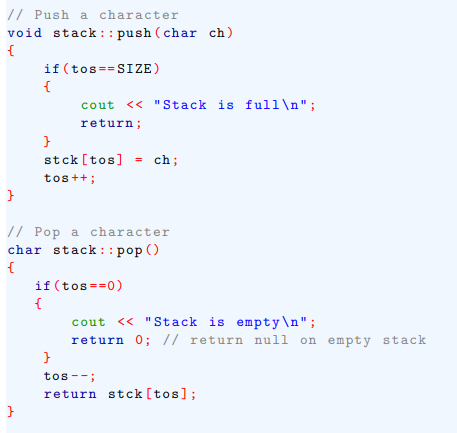 // Push a character
void stack::push(char ch)
{
    if(tos==SIZE)
    {
        cout << "Stack is full\n";
        return;
    }
    stck[tos] = ch;
    tos++;
}

// Pop a character
char stack::pop()
{
   if(tos==0)
   {
       cout << "Stack is empty\n";
       return 0; // return null on empty stack
    }
    tos--;
    return stck[tos];
}